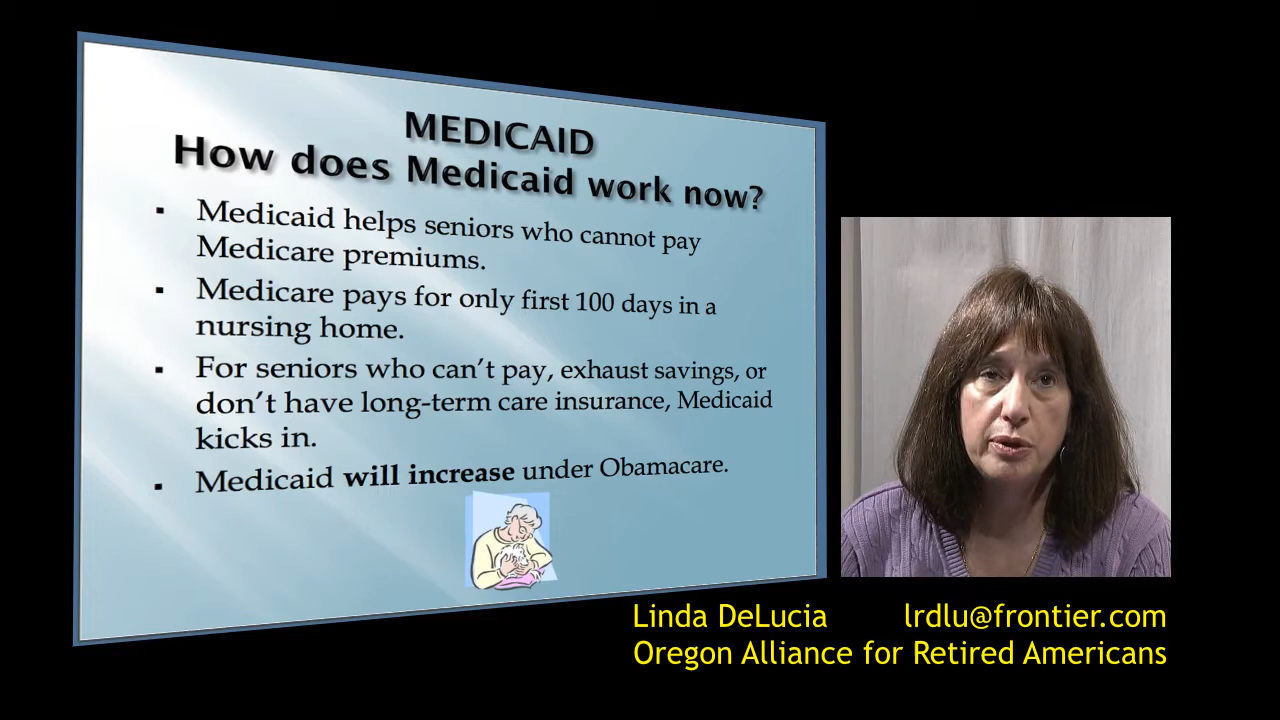 MEDICAID
How does Medicaid work now?
▪ Medicaid helps seniors who cannot pay
Medicare premiums.
▪ Medicare pays for only first 100 days in a
nursing home.
▪ For seniors who can't pay, exhaust savings, or
don't have long-term care insurance, Medicaid
kicks in.
▪ Medicaid will increase under Obamacare.
Linda DeLucia lrdlu@frontier.com
Oregon Alliance for Retired Americans